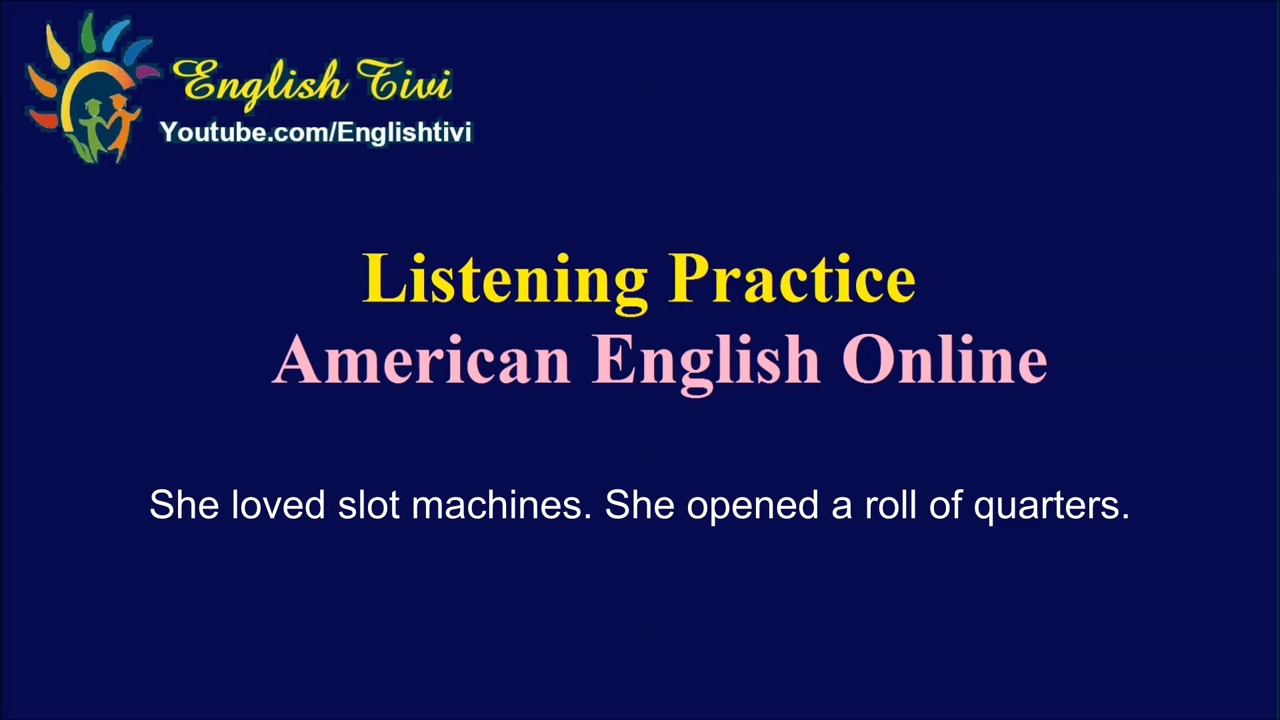 English Tivi
Youtube.com/Englishtivi
Listening Practice
American English Online
She loved slot machines. She opened a roll of quarters.